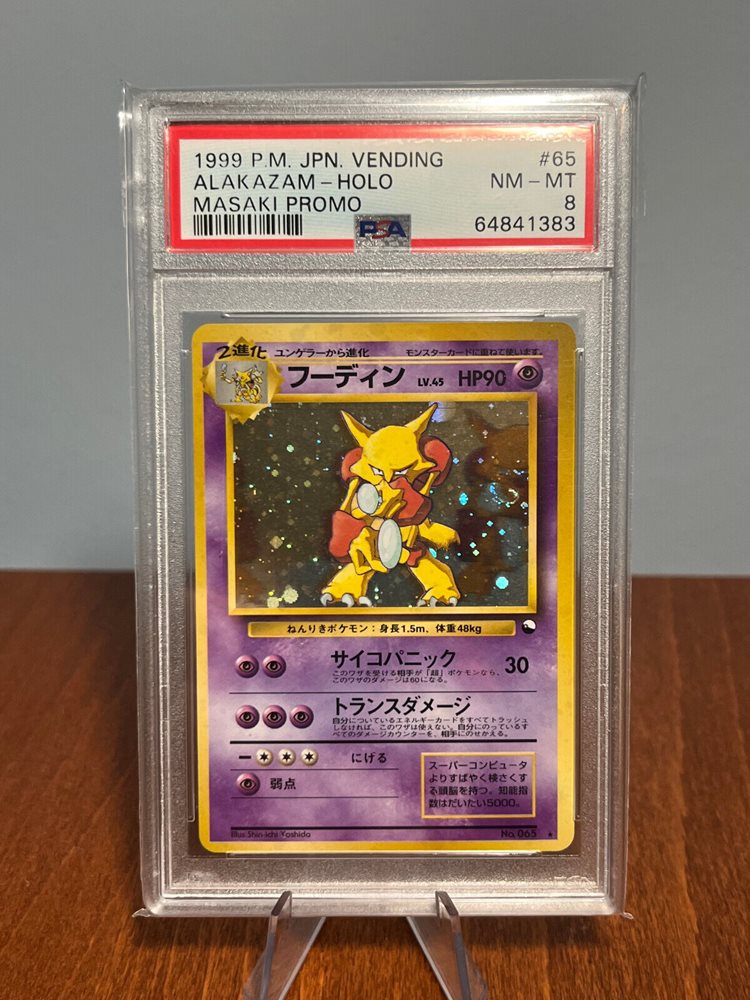 1999 P.M. JPN. VENDING #65
ALAKAZAM-HOLO NM-MT
MASAKI PROMO 8
PSA 64841383
2進化 ユンゲラーから進化 モンスターカードに重ねて使います
フーディン LV.45 HP90
ねんりきポケモン：身長1.5m、体重48kg
サイコパニック 30
このワザを受ける相手が「超」ポケモンなら、
このワザのダメージは60になる。
トランスダメージ
自分についているエネルギーカードをすべてトラッシュ
しなければ、このワザは使えない。自分にのっているす
べてのダメージカウンターを、相手にのせかえる。
ー にげる
弱点
スーパーコンピュータ
よりすばやく検さくす
る頭脳を持つ。知能指
数はだいたい5000。
Illus. Shin-ichi Yoshida No.065 ★